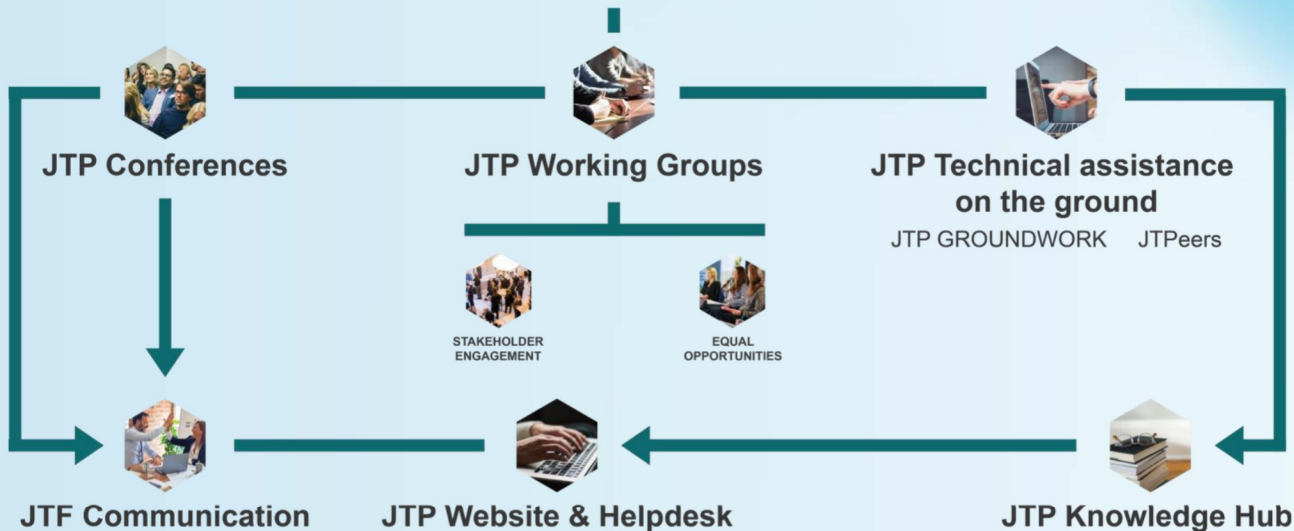 JTP Conferences
JTP Working Groups
JTP Technical assistance
on the ground
JTP GROUNDWORK JTPeers
STAKEHOLDER
ENGAGEMENT
EQUAL
OPPORTUNITIES
JTF Communication
JTP Website & Helpdesk
JTP Knowledge Hub